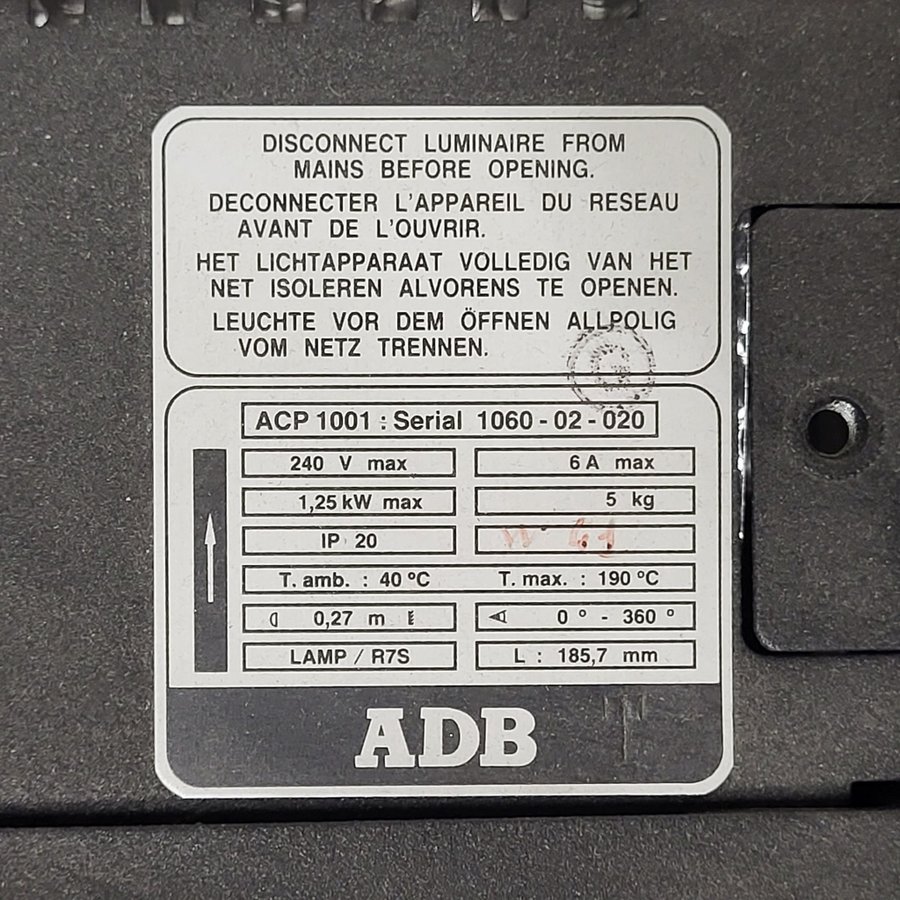 DISCONNECT LUMINAIRE FROM
MAINS BEFORE OPENING.
DECONNECTER L'APPAREIL DU RESEAU
AVANT DE L'OUVRIR.
HET LICHTAPPARAAT VOLLEDIG VAN HET
NET ISOLEREN ALVORENS TE OPENEN.
LEUCHTE VOR DEM ÖFFNEN ALLPOLIG
VOM NETZ TRENNEN.
ACP 1001 : Serial 1060 - 02 - 020
240 V max 6 A max
1,25 kW max 5 kg
IP 20
T. amb. : 40 °C T. max. : 190 °C
0,27 m 0 ° - 360 °
LAMP / R7S L : 185,7 mm
ADB